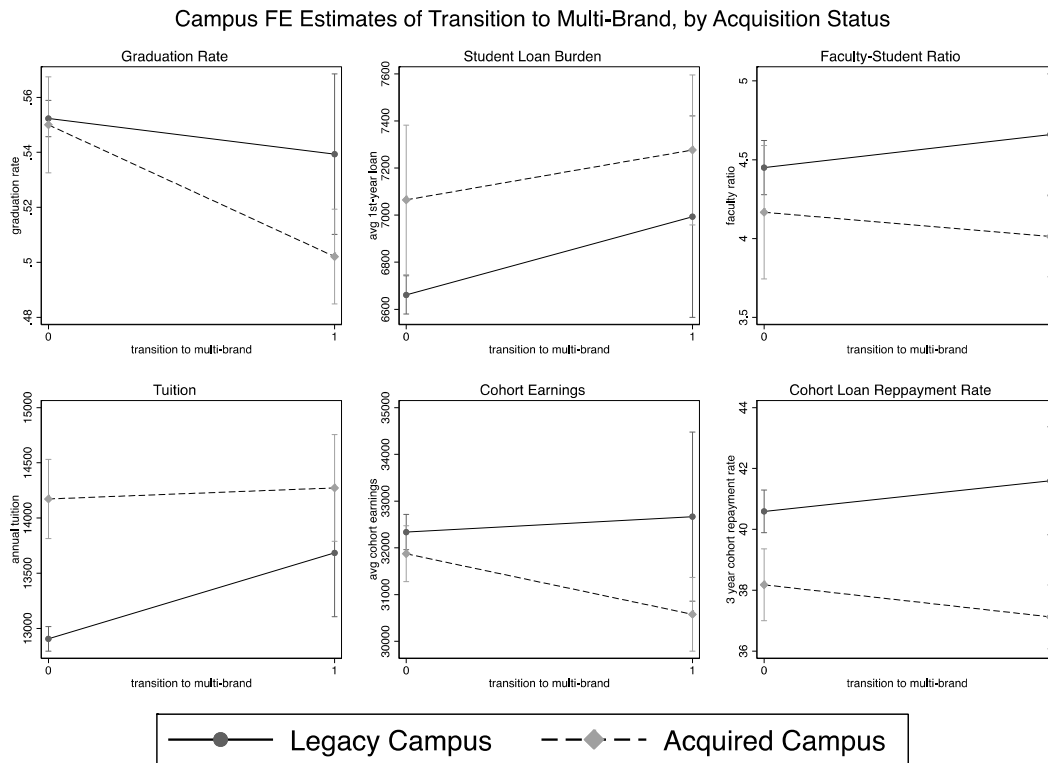 Campus FE Estimates of Transition to Multi-Brand, by Acquisition Status
Graduation Rate
graduation rate
.56
.54
.52
.5
.48
0 1
transition to multi-brand
Student Loan Burden
avg 1st-year loan
7600
7400
7200
7000
6800
6600
0 1
transition to multi-brand
Faculty-Student Ratio
faculty ratio
5
4.5
4
3.5
0
transition to multi-brand
Tuition
annual tuition
15000
14500
14000
13500
13000
0 1
transition to multi-brand
Cohort Earnings
avg cohort earnings
35000
34000
33000
32000
31000
30000
0 1
transition to multi-brand
Cohort Loan Reppayment Rate
3 year cohort repayment rate
44
42
40
38
36
0
transition to multi-brand
Legacy Campus Acquired Campus